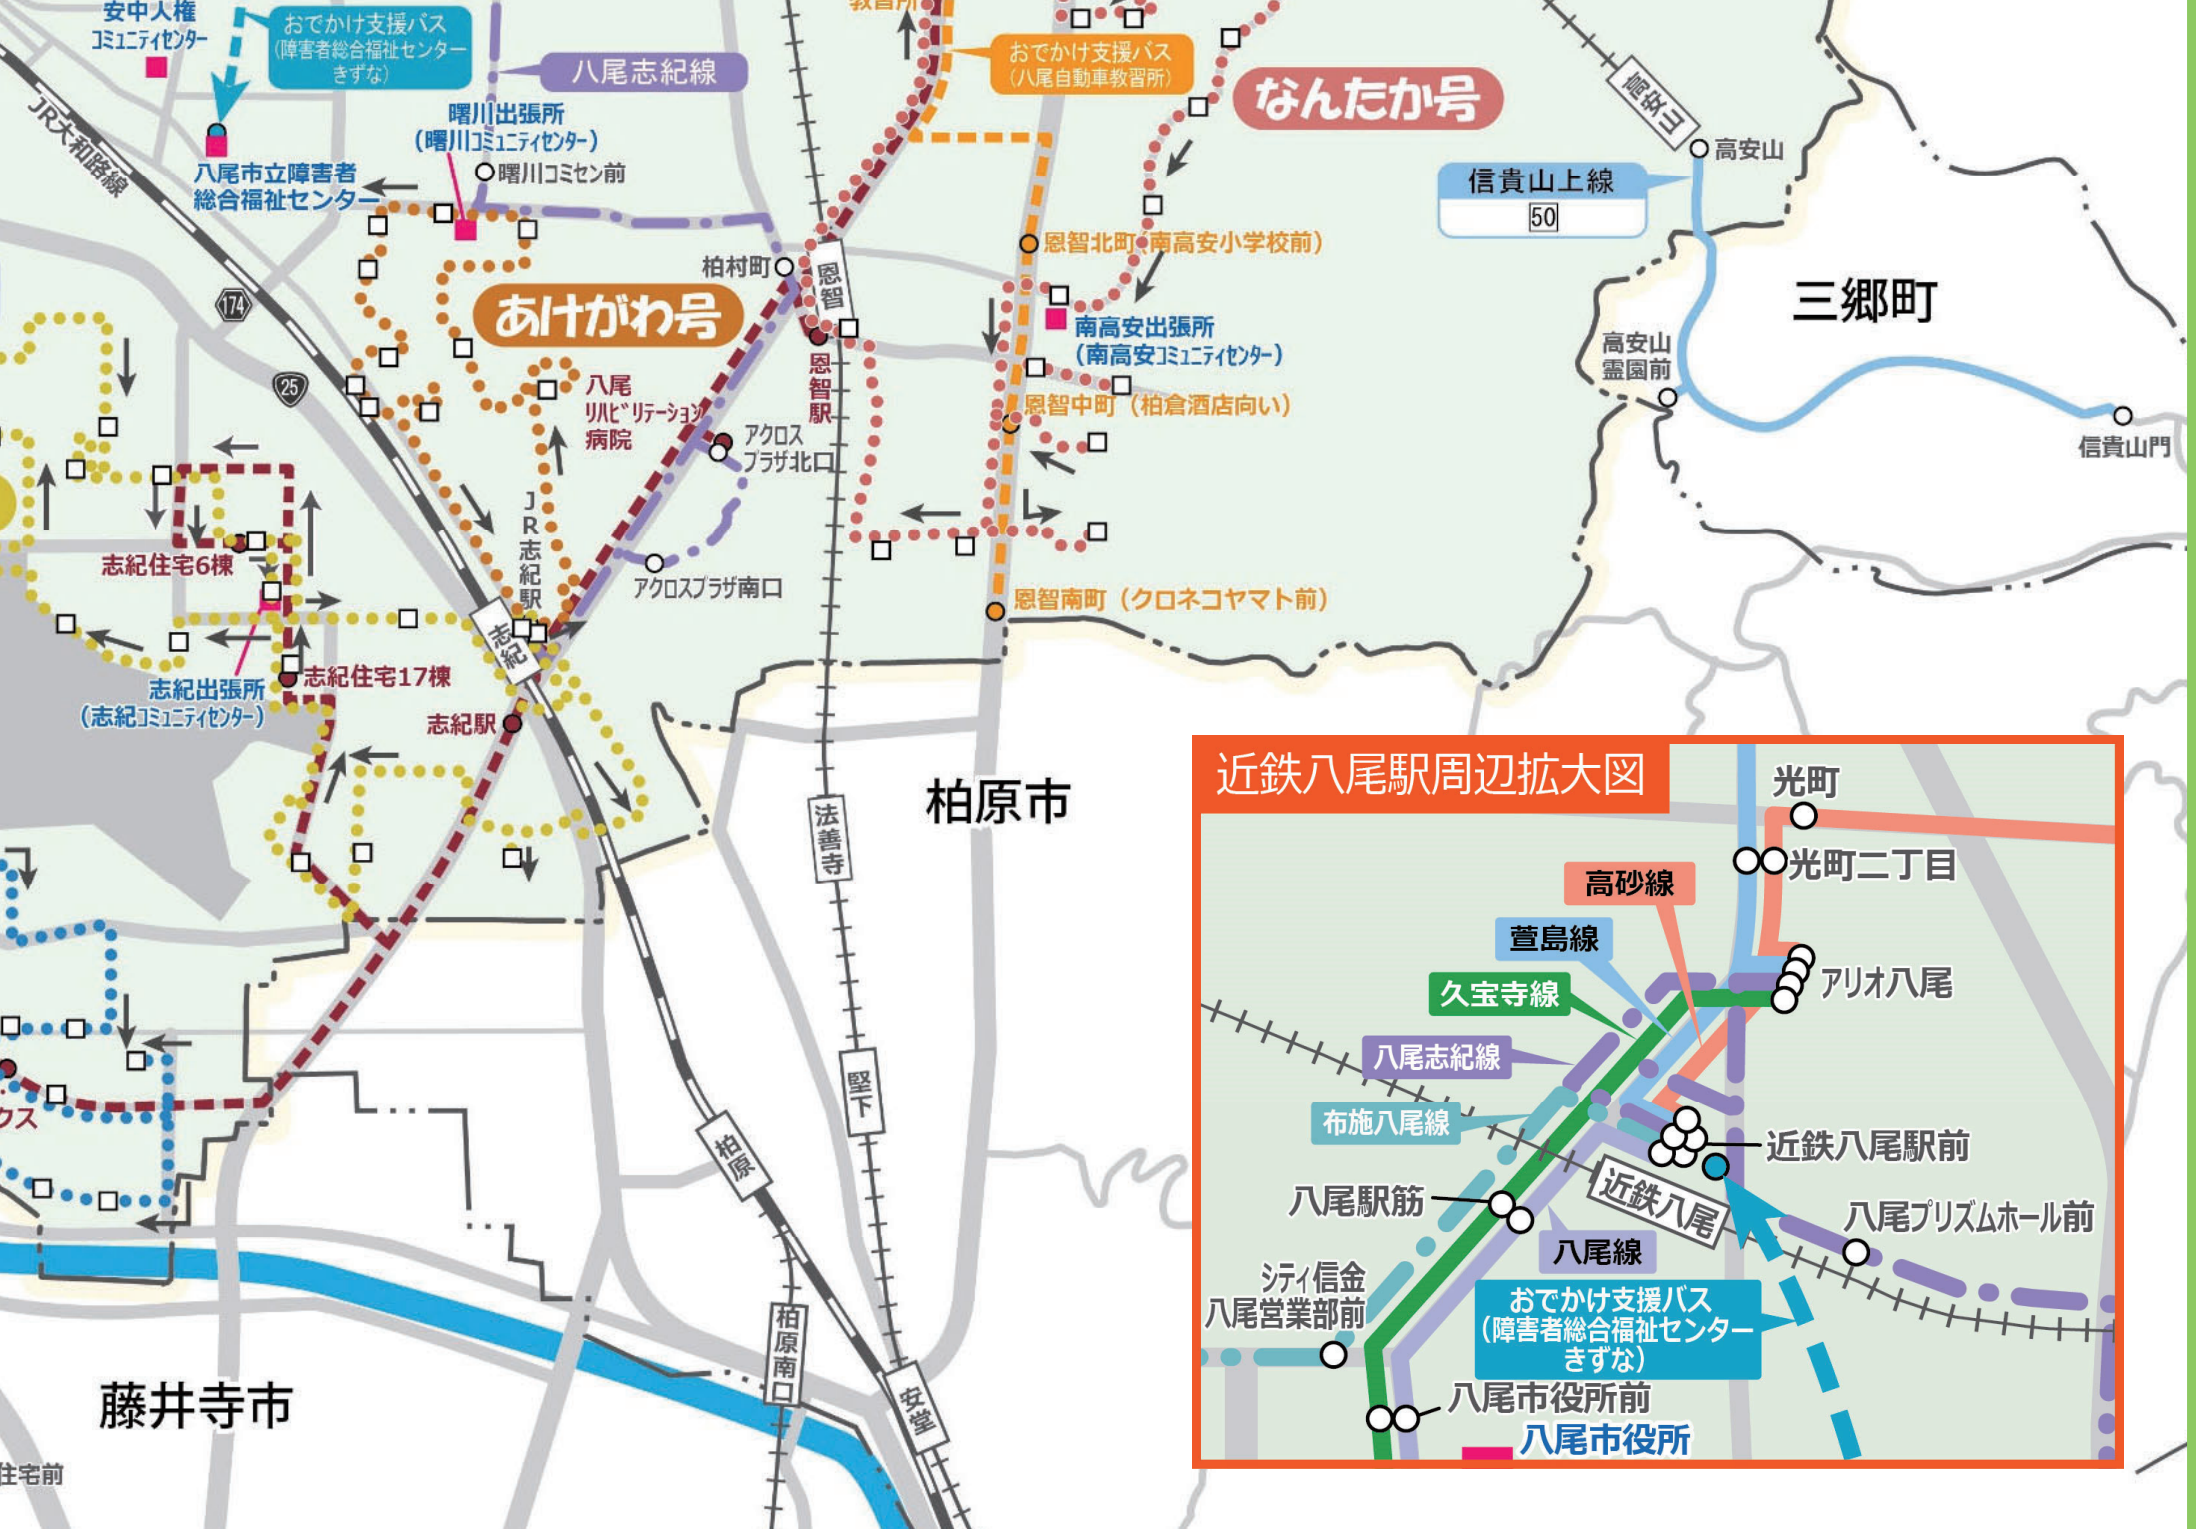 安中人権
コミュニティセンター
おでかけ支援バス
（障害者総合福祉センター
きずな）
八尾志紀線
教習所
おでかけ支援バス
（八尾自動車教習所）
なんたか号
高安山
高安山
信貴山上線
50
三郷町
高安山
霊園前
信貴山門
JR大和路線
八尾市立障害者
総合福祉センター
曙川出張所
（曙川コミュニティセンター）
曙川コミセン前
柏村町
恩智
恩智駅
恩智北町（南高安小学校前）
南高安出張所
（南高安コミュニティセンター）
恩智中町（柏倉酒店向い）
恩智南町（クロネコヤマト前）
174
25
あけがわ号
八尾
リハビリテーション
病院
アクロス
プラザ北口
アクロスプラザ南口
JR志紀駅
志紀
志紀住宅6棟
志紀住宅17棟
志紀出張所
（志紀コミュニティセンター）
志紀駅
柏原市
法善寺
堅下
柏原
柏原南口
安堂
クス
藤井寺市
住宅前
近鉄八尾駅周辺拡大図
光町
光町二丁目
高砂線
萱島線
久宝寺線
アリオ八尾
八尾志紀線
布施八尾線
近鉄八尾駅前
近鉄八尾
八尾駅筋
八尾プリズムホール前
八尾線
シティ信金
八尾営業部前
おでかけ支援バス
（障害者総合福祉センター
きずな）
八尾市役所前
八尾市役所